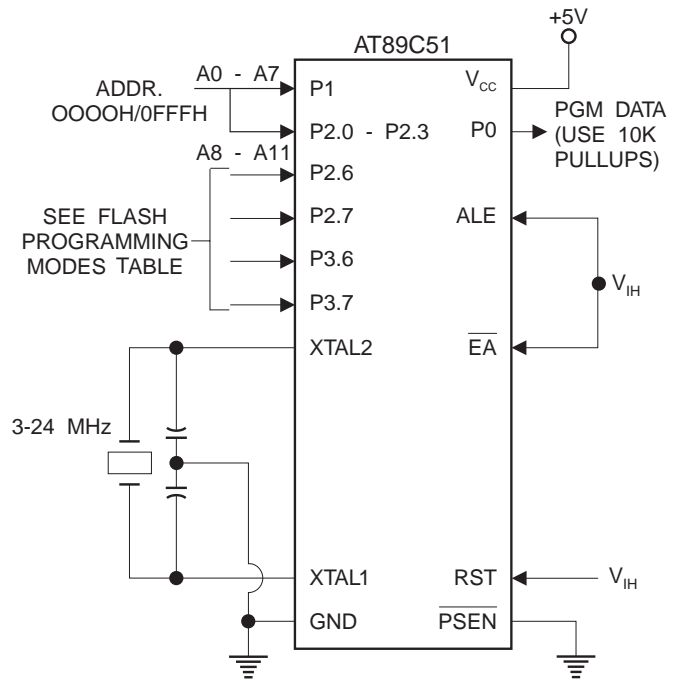 +5V
AT89C51
ADDR.
OOOOH/0FFFH
A0 - A7
P1
VCC
P2.0 - P2.3
P0
PGM DATA
(USE 10K
PULLUPS)
A8 - A11
P2.6
SEE FLASH
PROGRAMMING
MODES TABLE
P2.7
ALE
P3.6
VIH
P3.7
XTAL2
EA
3-24 MHz
XTAL1
RST
VIH
GND
PSEN